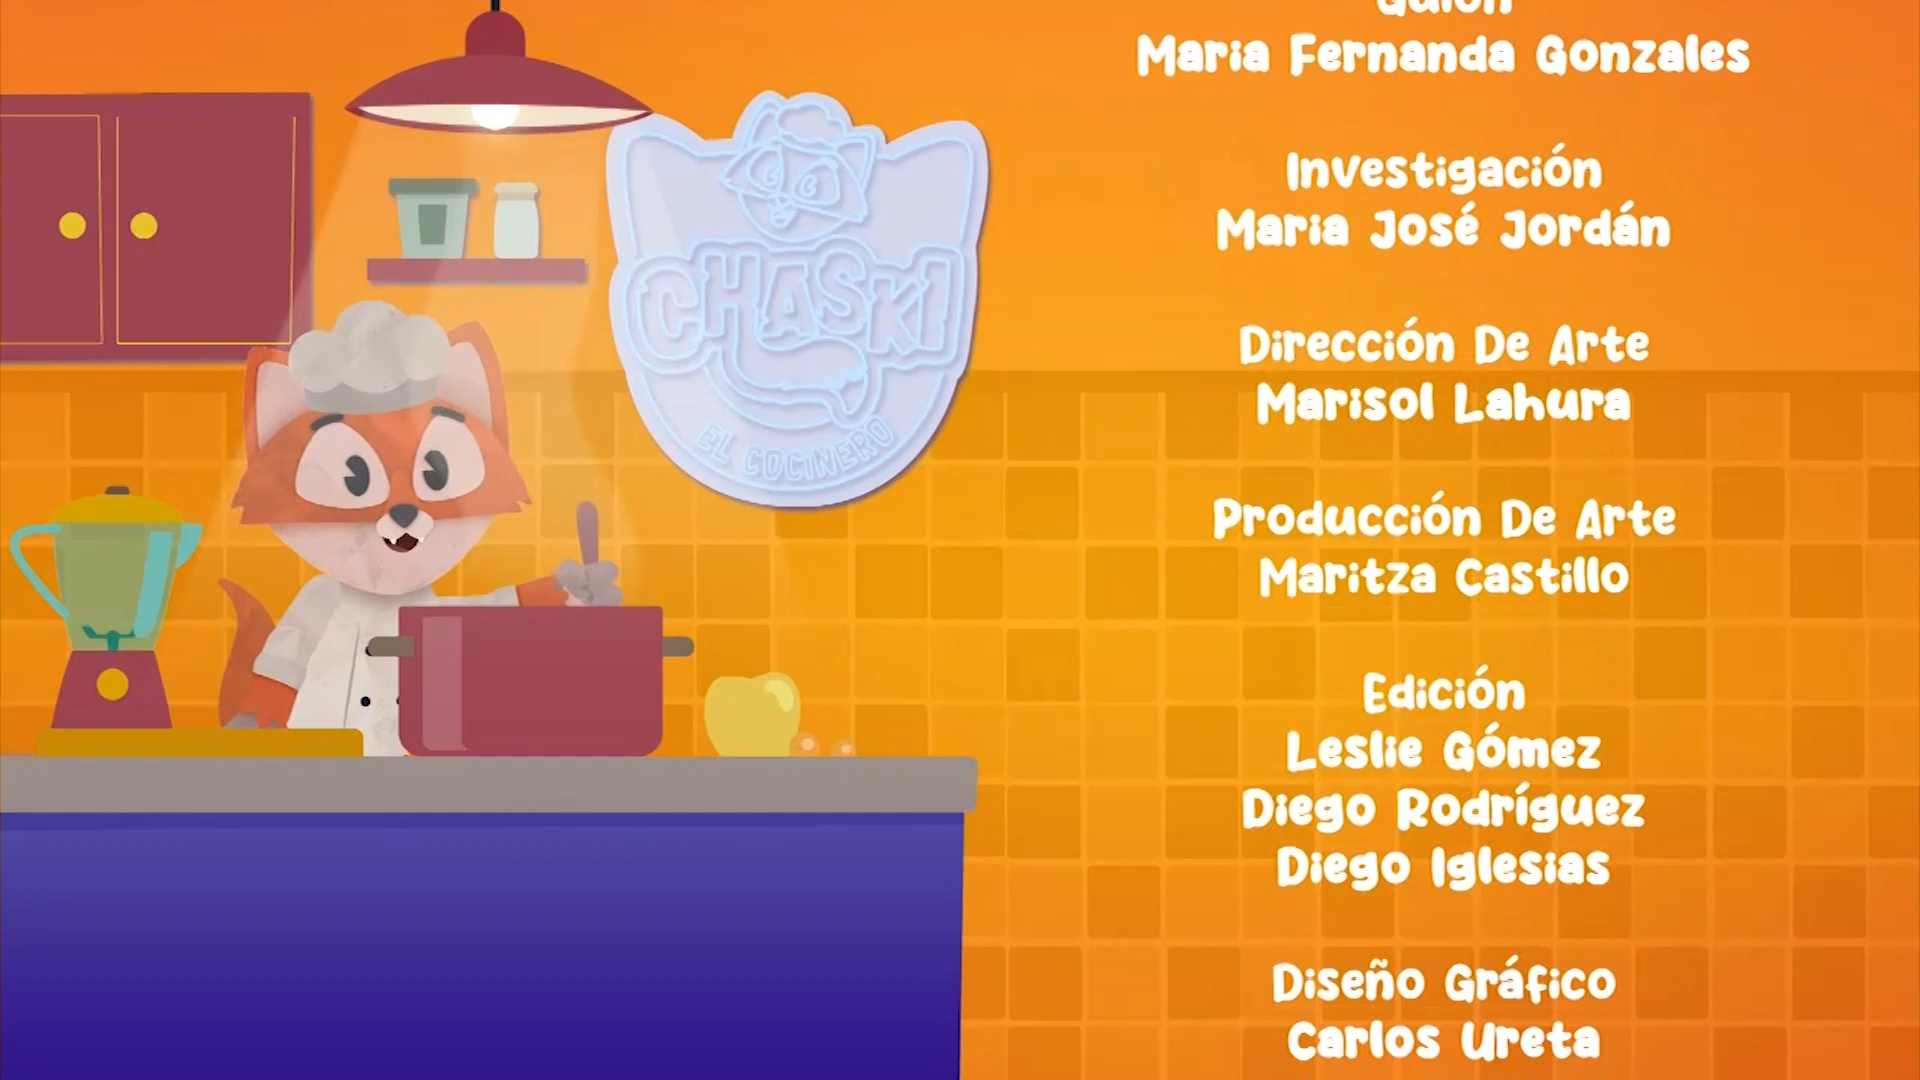 CHASKI
EL COCINERO
Guion
Maria Fernanda Gonzales
Investigación
Maria José Jordán
Dirección De Arte
Marisol Lahura
Producción De Arte
Maritza Castillo
Edición
Leslie Gómez
Diego Rodríguez
Diego Iglesias
Diseño Gráfico
Carlos Ureta